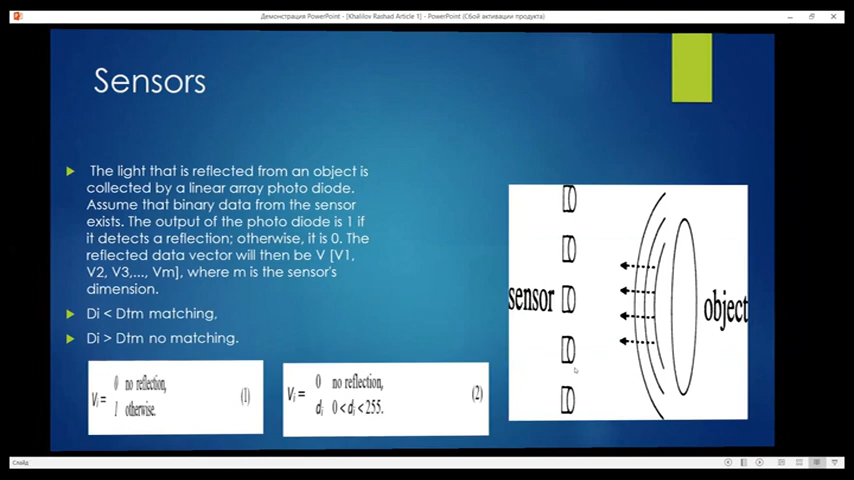 Демонстрация PowerPoint - [Khalilov Rashad Article 1] - PowerPoint (Сбой активации продукта)
Sensors
The light that is reflected from an object is
collected by a linear array photo diode.
Assume that binary data from the sensor
exists. The output of the photo diode is 1 if
it detects a reflection; otherwise, it is 0. The
reflected data vector will then be V [V1,
V2, V3,..., Vm], where m is the sensor's
dimension.
Di < Dtm matching,
Di > Dtm no matching.
Vi = 0 no reflection,
1 otherwise. (1)
Vi = 0 no reflection,
di 0 < di < 255. (2)
sensor
object
Слайд